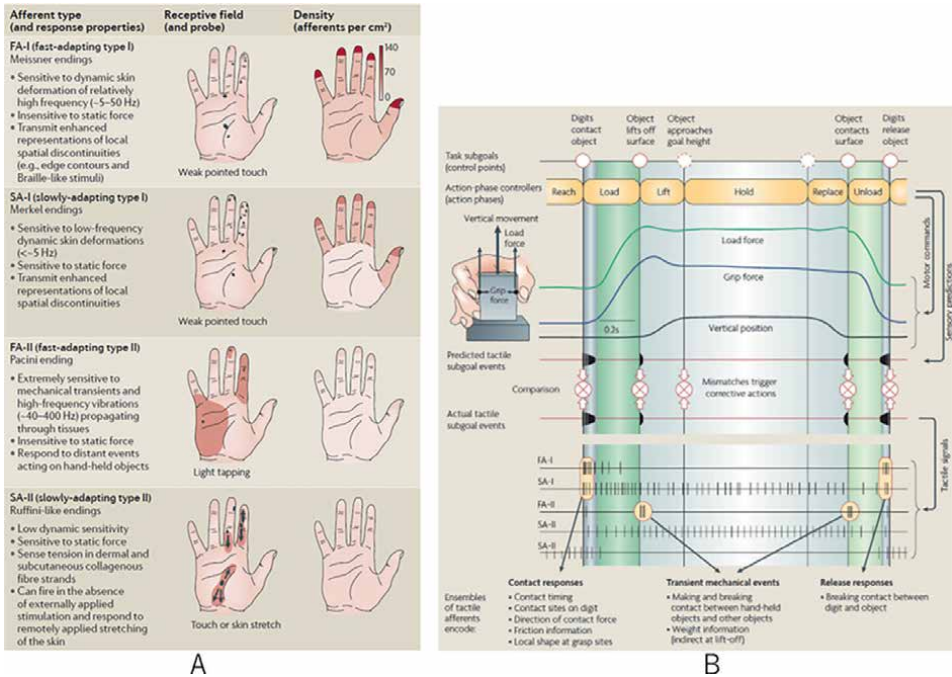 Afferent type
(and response properties)
Receptive field
(and probe)
Density
(afferents per cm²)
FA-I (fast-adapting type I)
Meissner endings
• Sensitive to dynamic skin
deformation of relatively
high frequency (~5–50 Hz)
• Insensitive to static force
• Transmit enhanced
representations of local
spatial discontinuities
(e.g., edge contours and
Braille-like stimuli)
Weak pointed touch
140
70
0
SA-I (slowly-adapting type I)
Merkel endings
• Sensitive to low-frequency
dynamic skin deformations
(<~5 Hz)
• Sensitive to static force
• Transmit enhanced
representations of local
spatial discontinuities
Weak pointed touch
FA-II (fast-adapting type II)
Pacini ending
• Extremely sensitive to
mechanical transients and
high-frequency vibrations
(~40–400 Hz) propagating
through tissues
• Insensitive to static force
• Respond to distant events
acting on hand-held objects
Light tapping
SA-II (slowly-adapting type II)
Ruffini-like endings
• Low dynamic sensitivity
• Sensitive to static force
• Sense tension in dermal and
subcutaneous collagenous
fibre strands
• Can fire in the absence
of externally applied
stimulation and respond to
remotely applied stretching
of the skin
Touch or skin stretch
A
Digits
contact
object
Object
lifts off
surface
Object
approaches
goal height
Object
contacts
surface
Digits
release
object
Task subgoals
(control points)
Action-phase controllers
(action phases)
Reach
Load
Lift
Hold
Replace
Unload
Vertical movement
Load
force
Grip
force
Load force
Grip force
0.2s
Vertical position
Motor commands
Sensory predictions
Predicted tactile
subgoal events
Comparison
Mismatches trigger
corrective actions
Actual tactile
subgoal events
Tactile signals
FA-I
SA-I
FA-II
SA-II
SA-II
Ensembles
of tactile
afferents
encode:
Contact responses
• Contact timing
• Contact sites on digit
• Direction of contact force
• Friction information
• Local shape at grasp sites
Transient mechanical events
• Making and breaking
contact between hand-held
objects and other objects
• Weight information
(indirect at lift-off)
Release responses
• Breaking contact between
digit and object
B